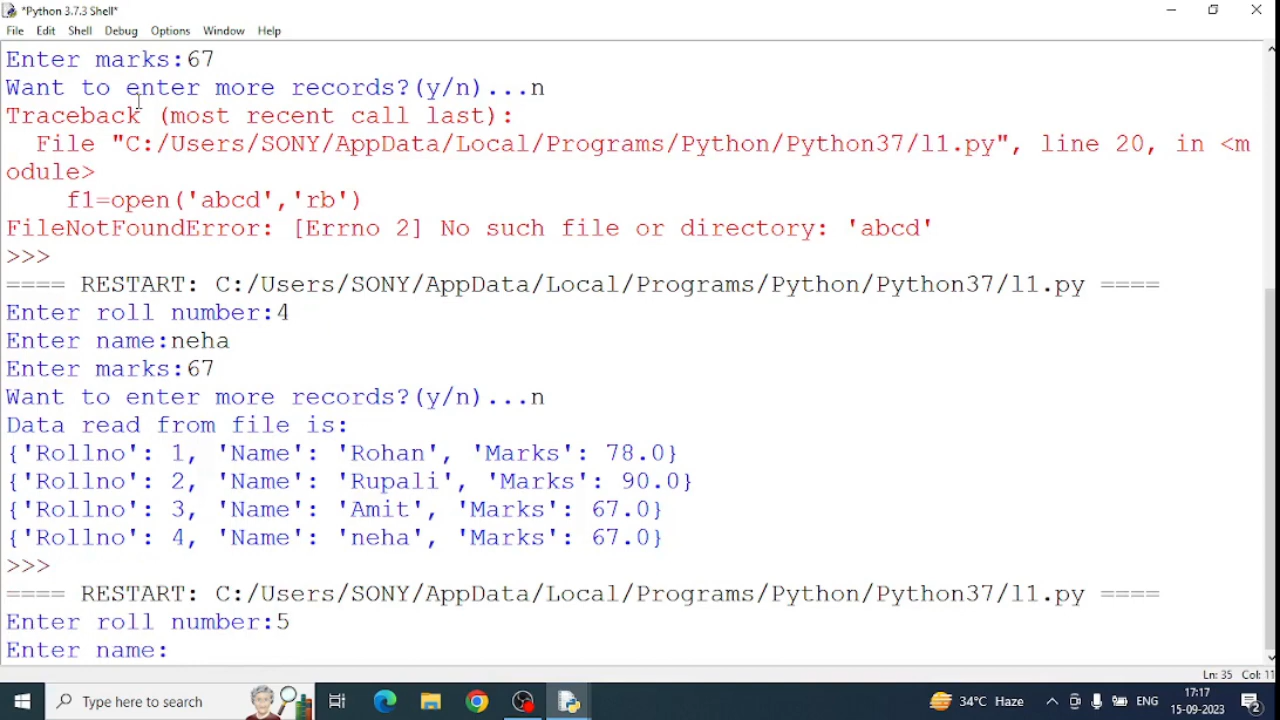 *Python 3.7.3 Shell*
File Edit Shell Debug Options Window Help
Enter marks:67
Want to enter more records?(y/n)...n
Traceback (most recent call last):
  File "C:/Users/SONY/AppData/Local/Programs/Python/Python37/l1.py", line 20, in <m
odule>
    f1=open('abcd','rb')
FileNotFoundError: [Errno 2] No such file or directory: 'abcd'
>>>
==== RESTART: C:/Users/SONY/AppData/Local/Programs/Python/Python37/l1.py ====
Enter roll number:4
Enter name:neha
Enter marks:67
Want to enter more records?(y/n)...n
Data read from file is:
{'Rollno': 1, 'Name': 'Rohan', 'Marks': 78.0}
{'Rollno': 2, 'Name': 'Rupali', 'Marks': 90.0}
{'Rollno': 3, 'Name': 'Amit', 'Marks': 67.0}
{'Rollno': 4, 'Name': 'neha', 'Marks': 67.0}
>>>
==== RESTART: C:/Users/SONY/AppData/Local/Programs/Python/Python37/l1.py ====
Enter roll number:5
Enter name:
Ln: 35 Col: 11
Type here to search
34°C Haze
ENG
17:17
15-09-2023
2